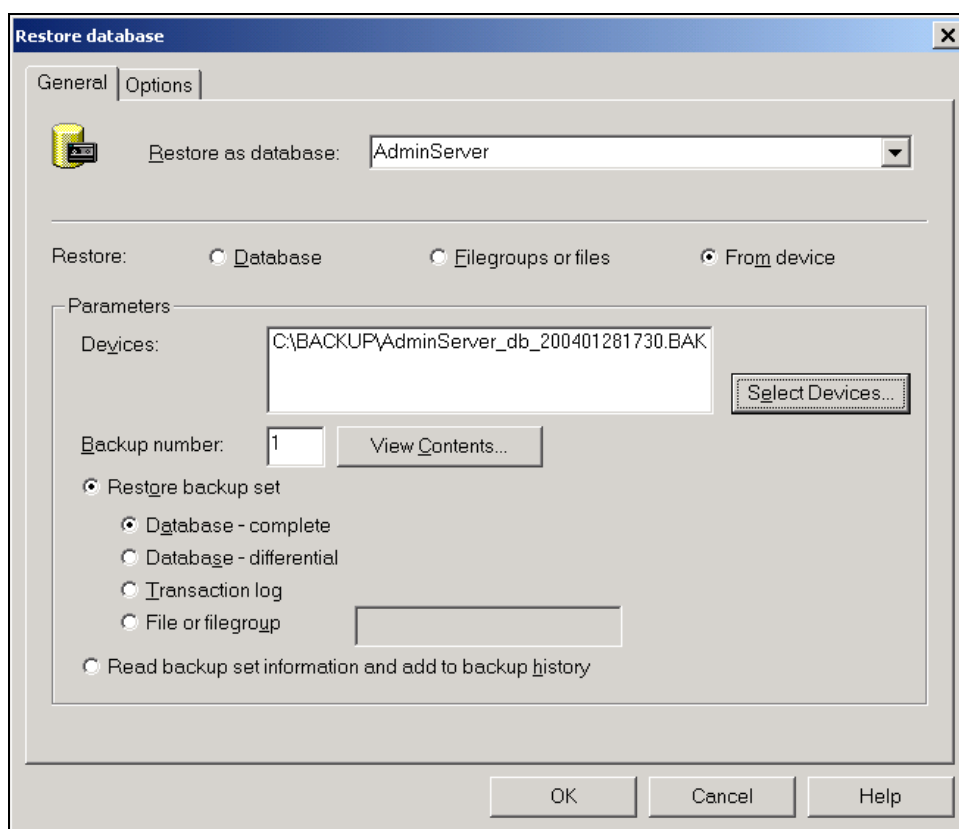 Restore database
General
Options
Restore as database:
AdminServer
Restore:
Database
Filegroups or files
From device
Parameters
Devices:
C:\BACKUP\AdminServer_db_200401281730.BAK
Select Devices...
Backup number:
1
View Contents...
Restore backup set
Database - complete
Database - differential
Transaction log
File or filegroup
Read backup set information and add to backup history
OK
Cancel
Help